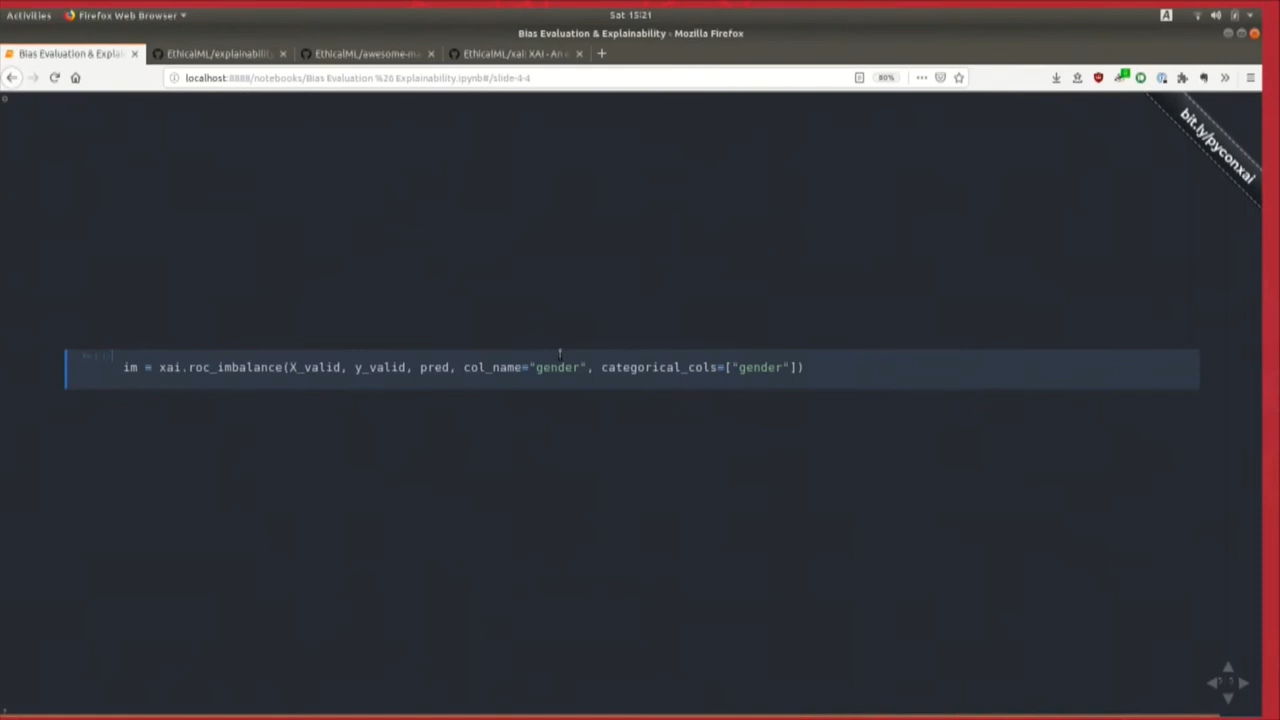 Activities Firefox Web Browser Sat 15:21 A
Bias Evaluation & Explainability - Mozilla Firefox
Bias Evaluation & Explai EthicalML/explainabilit EthicalML/awesome-m EthicalML/xai: XAI - An
localhost:8888/notebooks/Bias Evaluation %26 Explainability.ipynb#/slide-4-4 80%
bit.ly/pyconxai
im = xai.roc_imbalance(X_valid, y_valid, pred, col_name="gender", categorical_cols=["gender"])